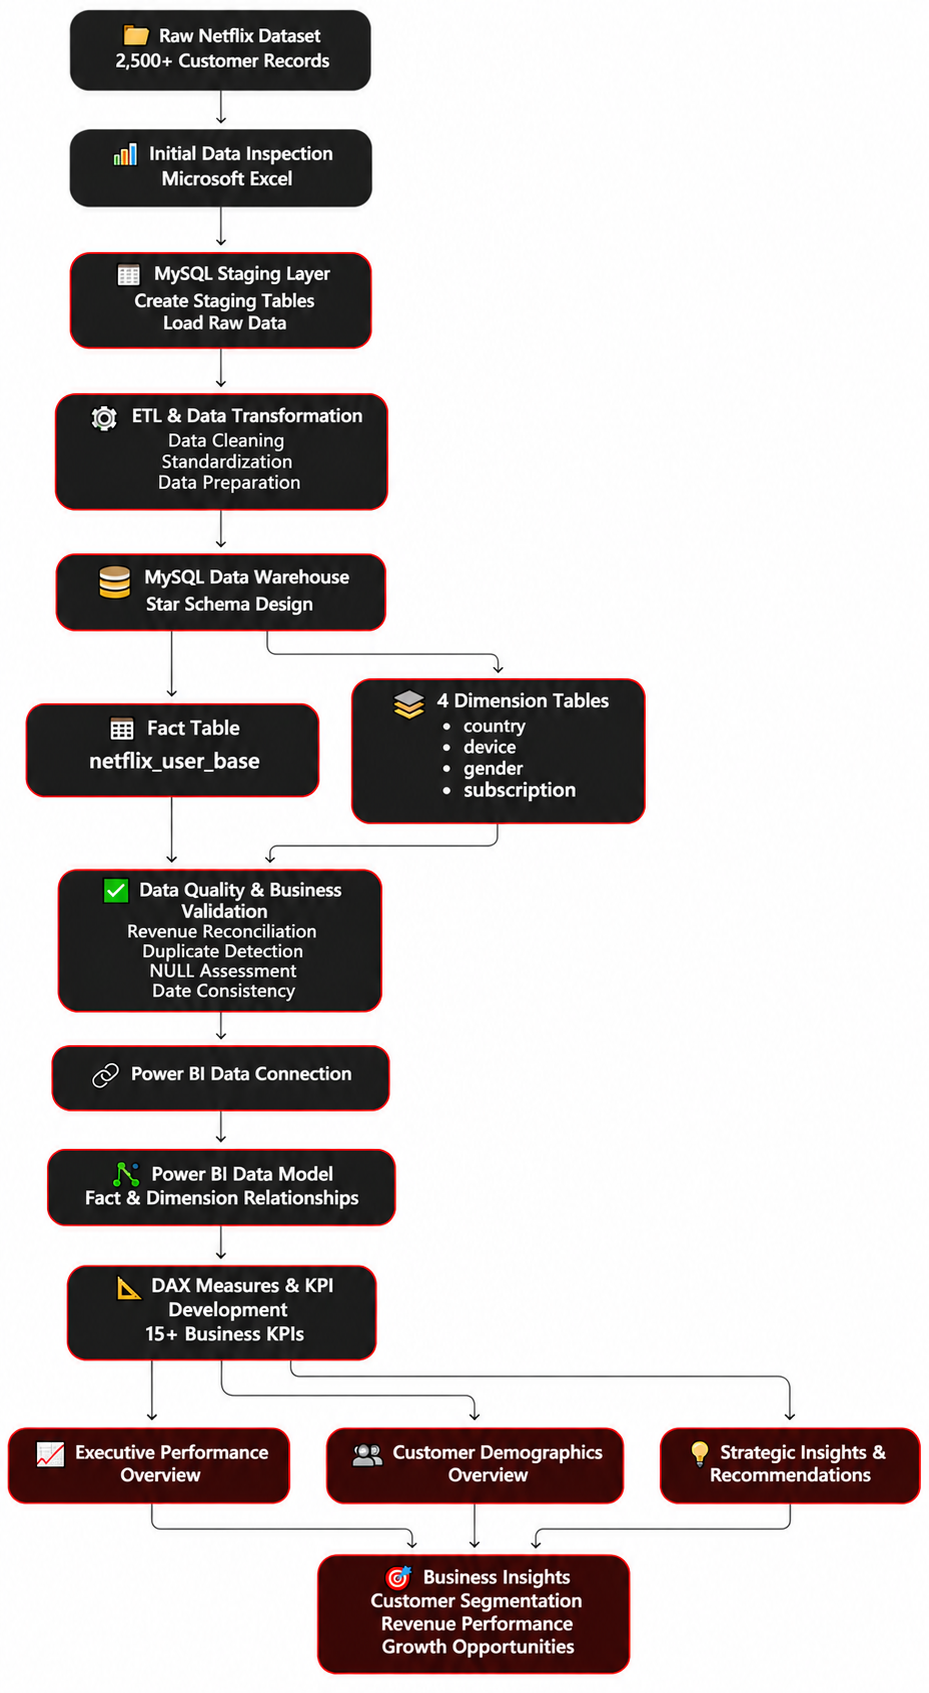 Raw Netflix Dataset
2,500+ Customer Records
Initial Data Inspection
Microsoft Excel
MySQL Staging Layer
Create Staging Tables
Load Raw Data
ETL & Data Transformation
Data Cleaning
Standardization
Data Preparation
MySQL Data Warehouse
Star Schema Design
Fact Table
netflix_user_base
4 Dimension Tables
• country
• device
• gender
• subscription
Data Quality & Business
Validation
Revenue Reconciliation
Duplicate Detection
NULL Assessment
Date Consistency
Power BI Data Connection
Power BI Data Model
Fact & Dimension Relationships
DAX Measures & KPI
Development
15+ Business KPIs
Executive Performance
Overview
Customer Demographics
Overview
Strategic Insights &
Recommendations
Business Insights
Customer Segmentation
Revenue Performance
Growth Opportunities